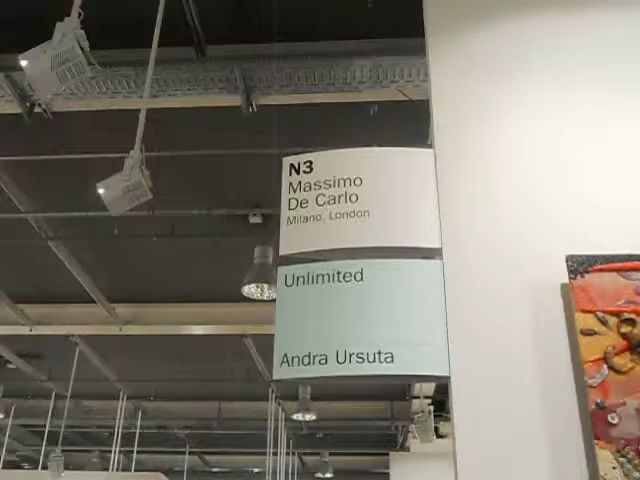 N3
Massimo
De Carlo
Milano, London
Unlimited
Andra Ursuta